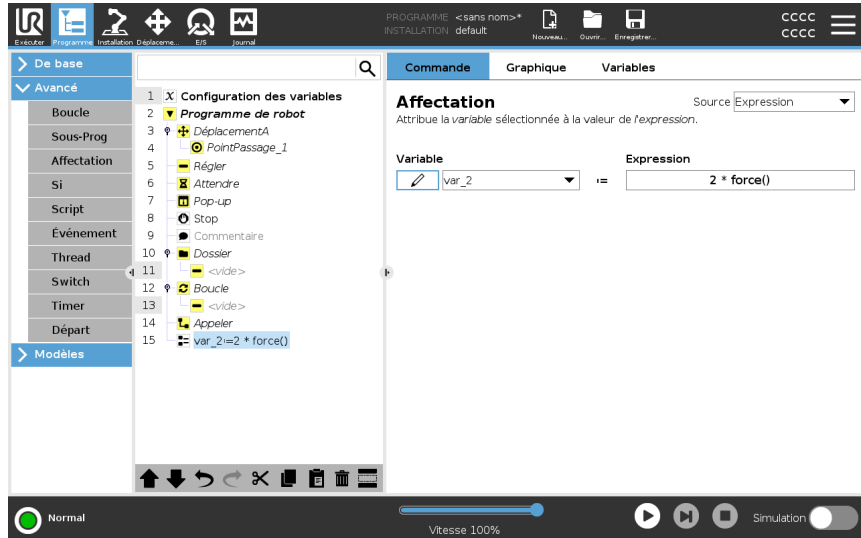 UR
PROGRAMME <sans nom>*
INSTALLATION default
CCCC
CCCC
Exécuter Programme Installation Déplaceme... E/S Journal
Nouveau... Ouvrir... Enregistrer...
De base
Avancé
Boucle
Sous-Prog
Affectation
Si
Script
Événement
Thread
Switch
Timer
Départ
Modèles
1 X Configuration des variables
2 Programme de robot
3 DéplacementA
4 PointPassage_1
5 Régler
6 Attendre
7 Pop-up
8 Stop
9 Commentaire
10 Dossier
11 <vide>
12 Boucle
13 <vide>
14 Appeler
15 var_2≔2 * force()
Commande Graphique Variables
Affectation
Source Expression
Attribue la variable sélectionnée à la valeur de l'expression.
Variable Expression
var_2 ≔ 2 * force()
Normal
Vitesse 100%
Simulation